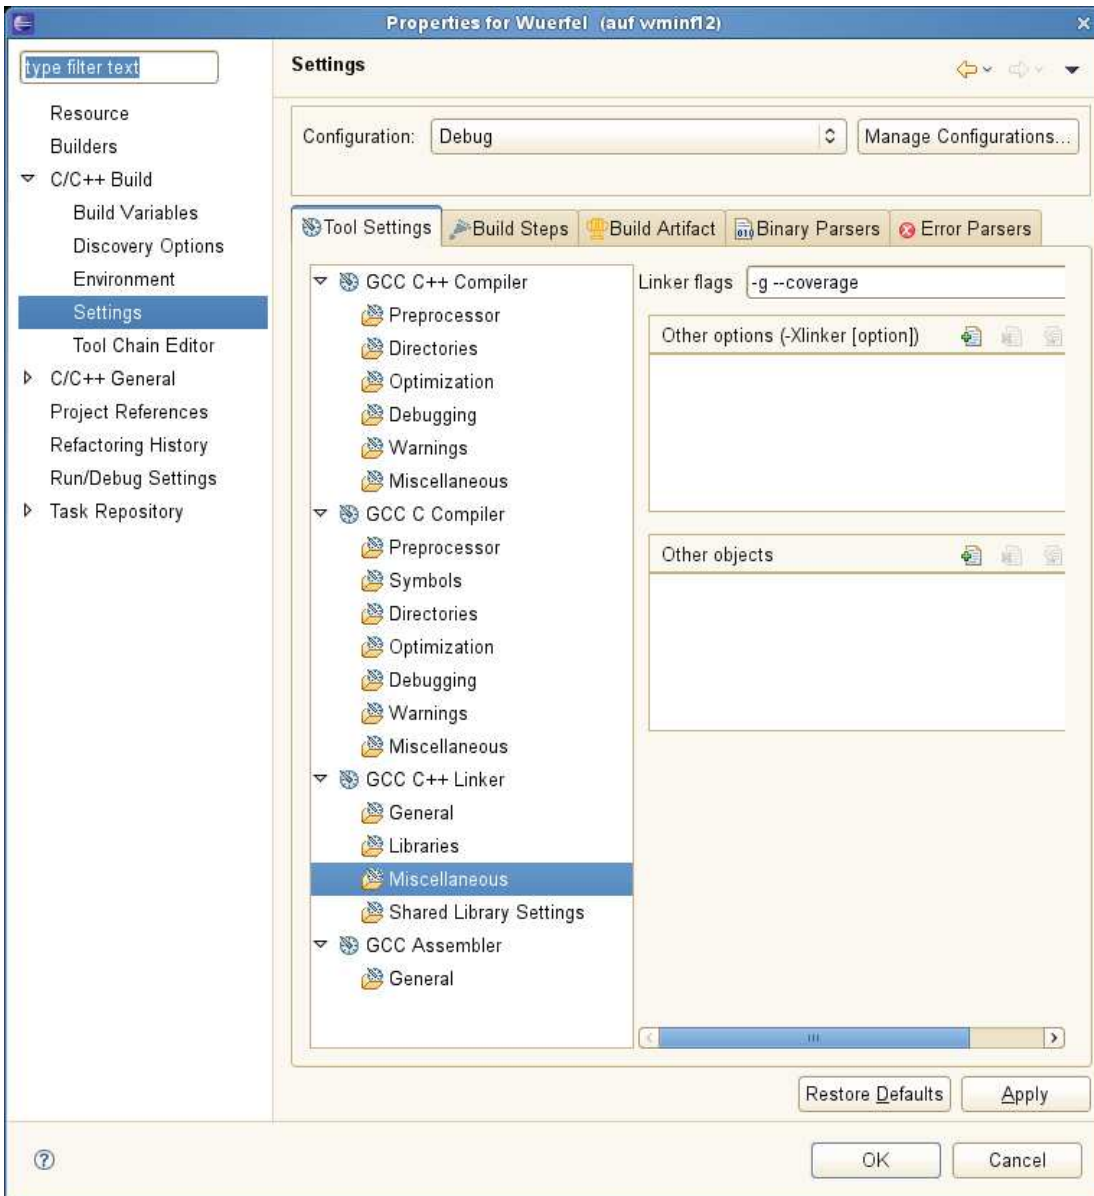 Properties for Wuerfel (auf wminf12)
type filter text
Resource
Builders
C/C++ Build
Build Variables
Discovery Options
Environment
Settings
Tool Chain Editor
C/C++ General
Project References
Refactoring History
Run/Debug Settings
Task Repository
Settings
Configuration: Debug Manage Configurations...
Tool Settings Build Steps Build Artifact Binary Parsers Error Parsers
GCC C++ Compiler
Preprocessor
Directories
Optimization
Debugging
Warnings
Miscellaneous
GCC C Compiler
Preprocessor
Symbols
Directories
Optimization
Debugging
Warnings
Miscellaneous
GCC C++ Linker
General
Libraries
Miscellaneous
Shared Library Settings
GCC Assembler
General
Linker flags -g --coverage
Other options (-Xlinker [option])
Other objects
Restore Defaults Apply
OK Cancel